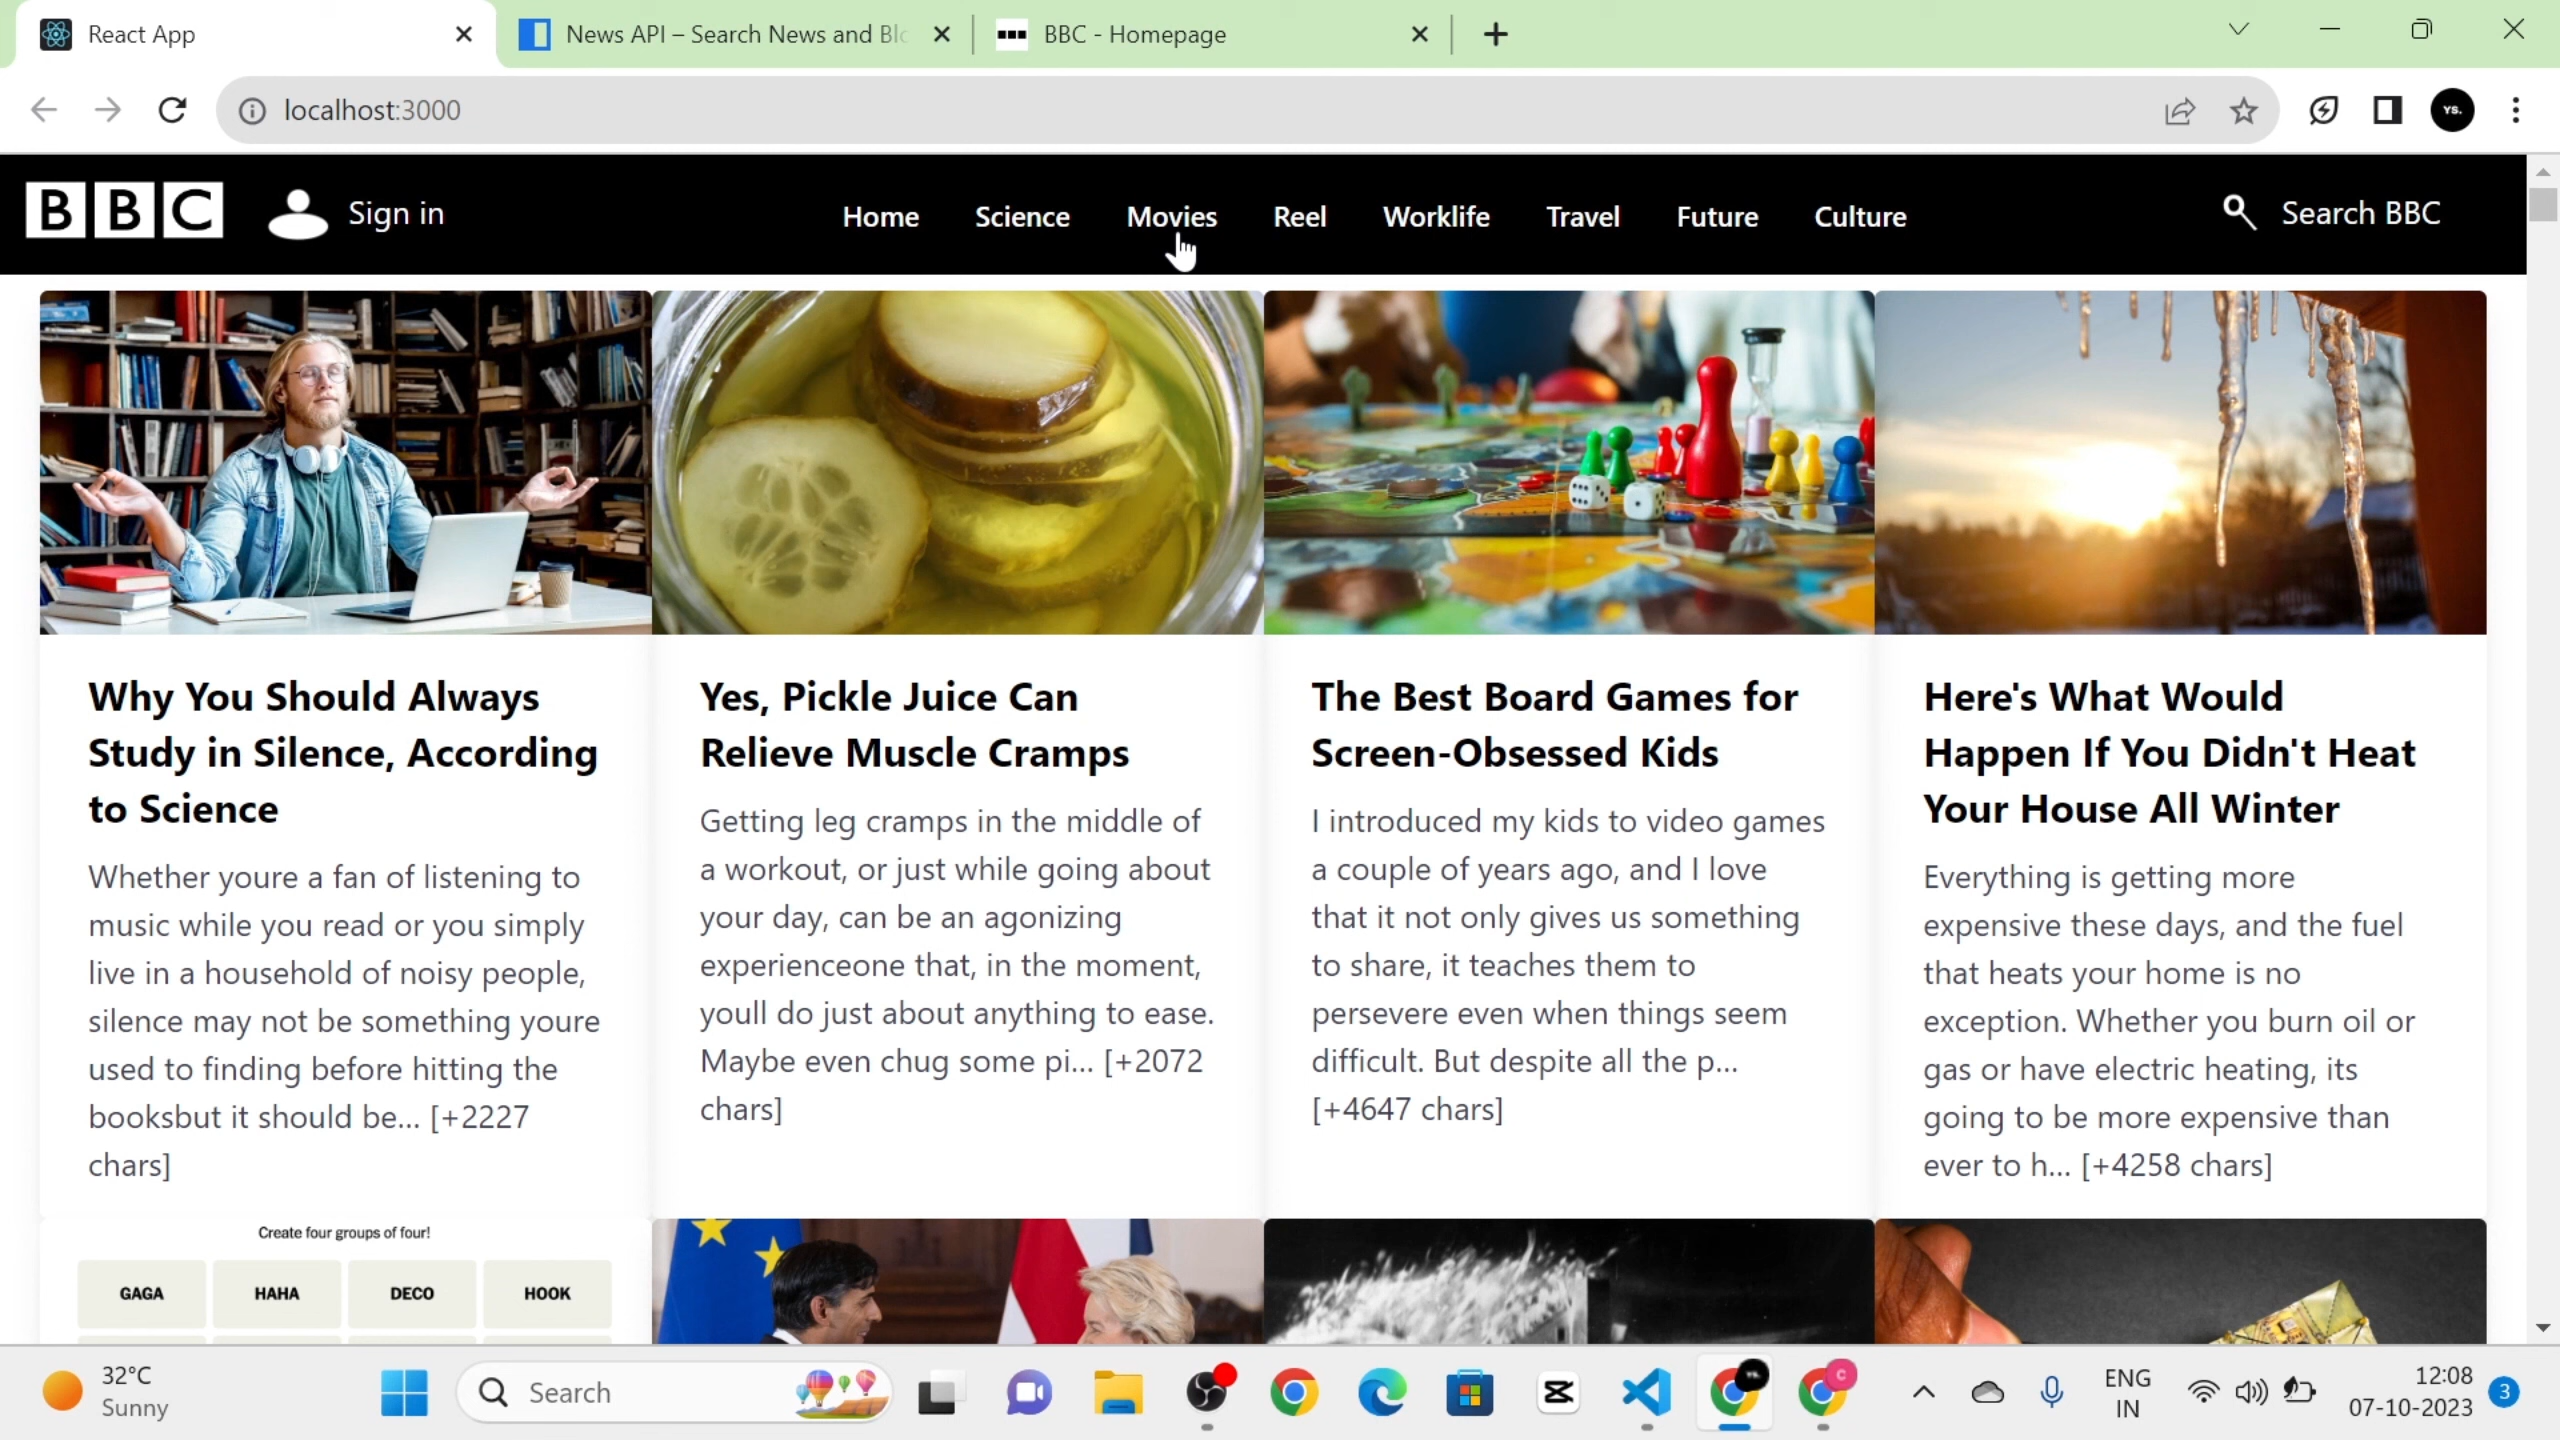 React App
News API – Search News and Blo
BBC - Homepage
localhost:3000
YS.
BBC
Sign in
Home Science Movies Reel Worklife Travel Future Culture
Search BBC
Why You Should Always
Study in Silence, According
to Science
Whether youre a fan of listening to
music while you read or you simply
live in a household of noisy people,
silence may not be something youre
used to finding before hitting the
booksbut it should be… [+2227
chars]
Yes, Pickle Juice Can
Relieve Muscle Cramps
Getting leg cramps in the middle of
a workout, or just while going about
your day, can be an agonizing
experienceone that, in the moment,
youll do just about anything to ease.
Maybe even chug some pi… [+2072
chars]
The Best Board Games for
Screen-Obsessed Kids
I introduced my kids to video games
a couple of years ago, and I love
that it not only gives us something
to share, it teaches them to
persevere even when things seem
difficult. But despite all the p…
[+4647 chars]
Here's What Would
Happen If You Didn't Heat
Your House All Winter
Everything is getting more
expensive these days, and the fuel
that heats your home is no
exception. Whether you burn oil or
gas or have electric heating, its
going to be more expensive than
ever to h… [+4258 chars]
Create four groups of four!
GAGA HAHA DECO HOOK
32°C
Sunny
Search
C
ENG
IN
12:08
07-10-2023
3